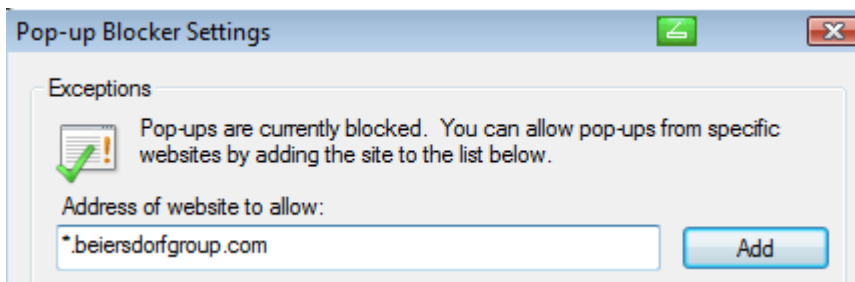 Pop-up Blocker Settings
Exceptions
Pop-ups are currently blocked. You can allow pop-ups from specific
websites by adding the site to the list below.
Address of website to allow:
*.beiersdorfgroup.com
Add